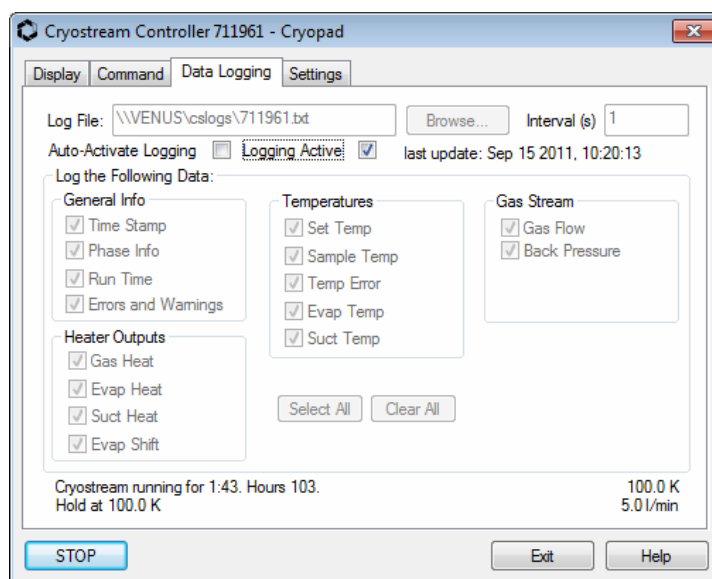 Cryostream Controller 711961 - Cryopad
Display Command Data Logging Settings
Log File: \\VENUS\cslogs\711961.txt Browse... Interval (s) 1
Auto-Activate Logging Logging Active last update: Sep 15 2011, 10:20:13
Log the Following Data:
General Info
Time Stamp
Phase Info
Run Time
Errors and Warnings
Temperatures
Set Temp
Sample Temp
Temp Error
Evap Temp
Suct Temp
Gas Stream
Gas Flow
Back Pressure
Heater Outputs
Gas Heat
Evap Heat
Suct Heat
Evap Shift
Select All Clear All
Cryostream running for 1:43. Hours 103. 100.0 K
Hold at 100.0 K 5.0 l/min
STOP Exit Help